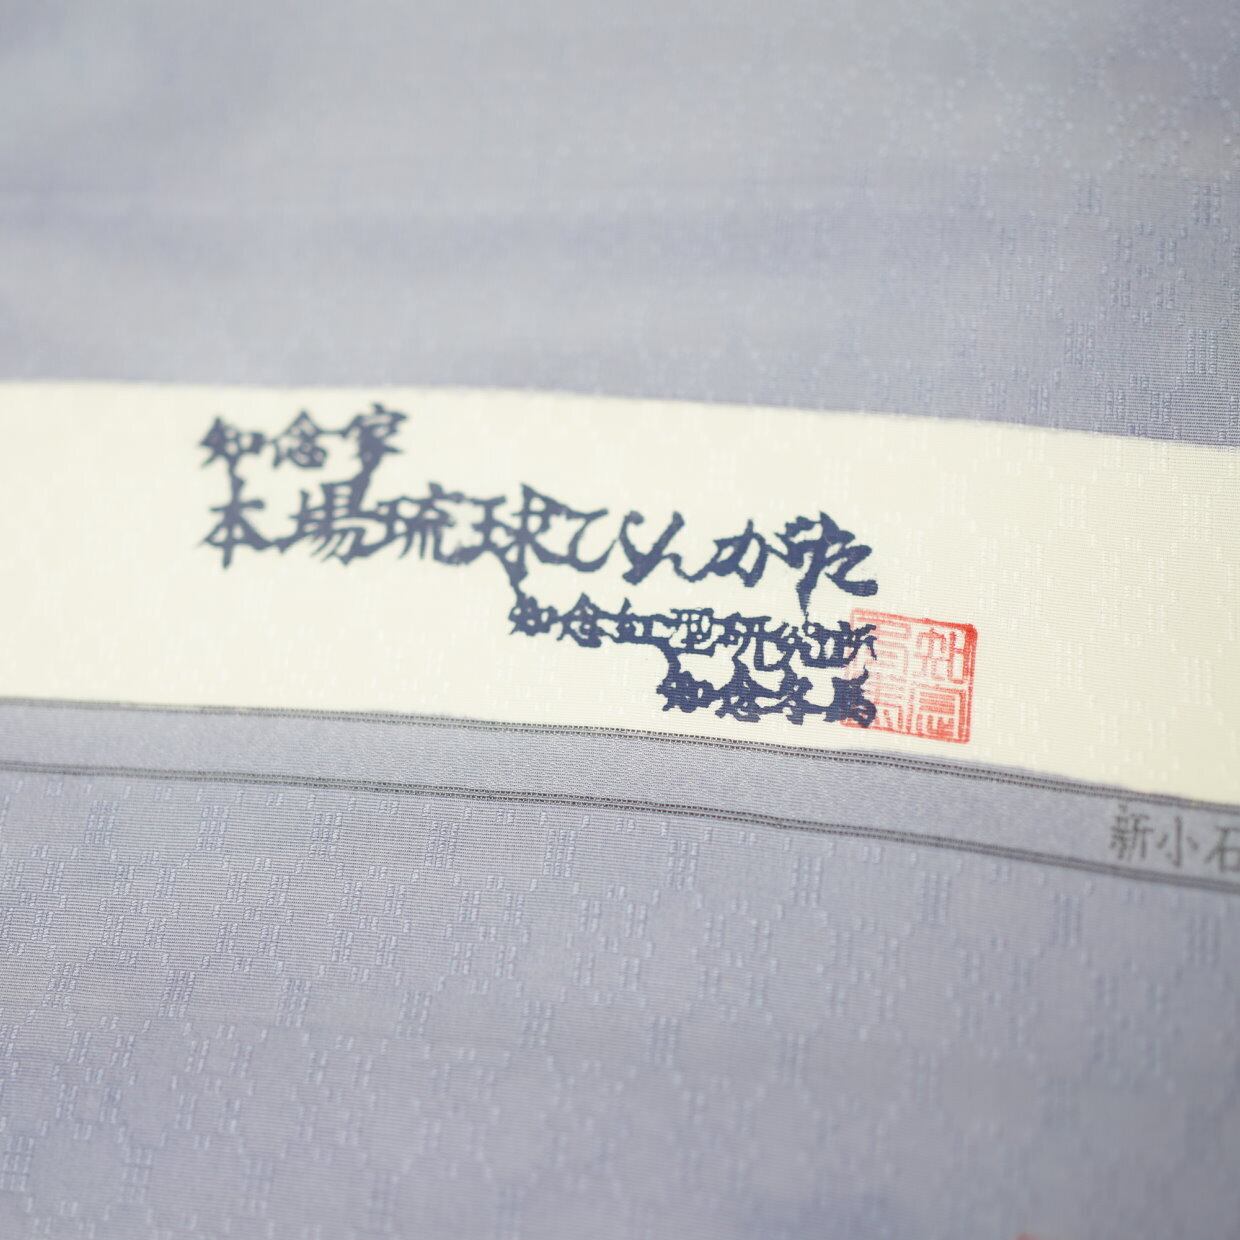 知念家
本場琉球びんがた
知念紅型研究所
知念冬馬
新小石